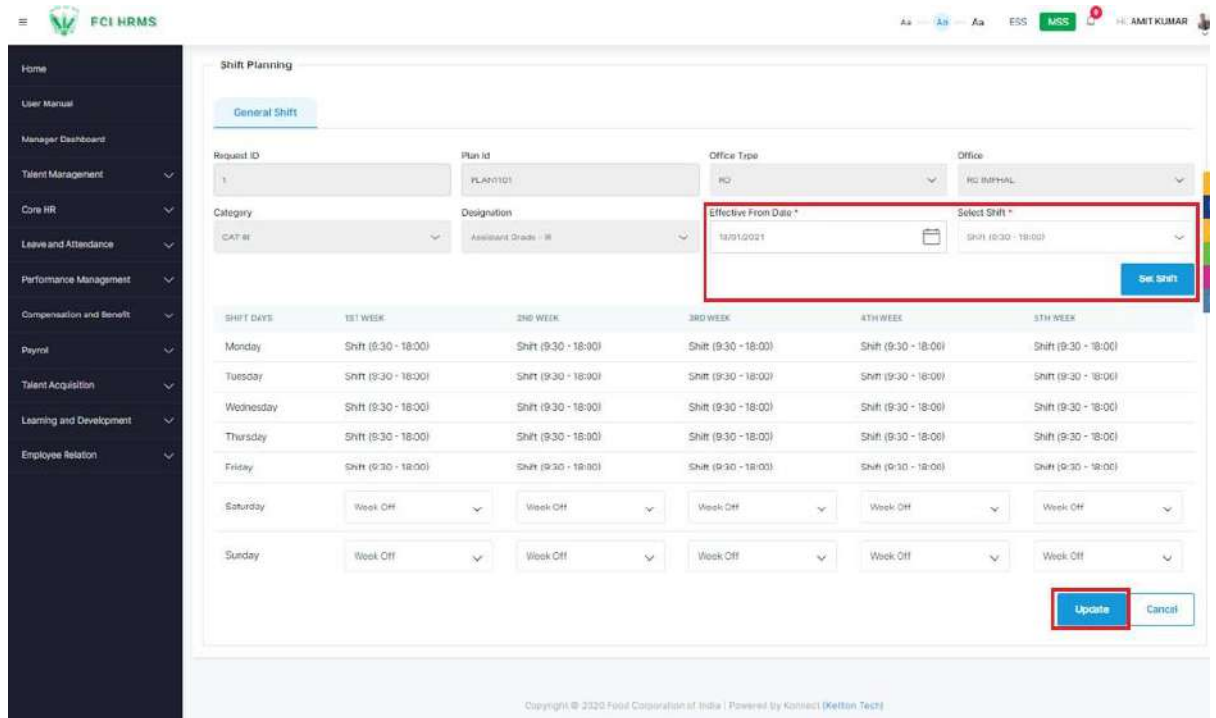 FCI HRMS
Aa Aa Aa ESS MSS Hi, AMIT KUMAR
Home
User Manual
Manager Dashboard
Talent Management
Core HR
Leave and Attendance
Performance Management
Compensation and Benefit
Payrol
Talent Acquisition
Learning and Development
Employee Relation
Shift Planning
General Shift
Request ID Plan Id Office Type Office
1 PLAN1101 RO RO IMPHAL
Category Designation Effective From Date * Select Shift *
CAT III Assistant Grade - III Shift (9:30 - 18:00)
Set Shift
SHIFT DAYS 1ST WEEK 2ND WEEK 3RD WEEK 4TH WEEK 5TH WEEK
Monday Shift (9:30 - 18:00) Shift (9:30 - 18:00) Shift (9:30 - 18:00) Shift (9:30 - 18:00) Shift (9:30 - 18:00)
Tuesday Shift (9:30 - 18:00) Shift (9:30 - 18:00) Shift (9:30 - 18:00) Shift (9:30 - 18:00) Shift (9:30 - 18:00)
Wednesday Shift (9:30 - 18:00) Shift (9:30 - 18:00) Shift (9:30 - 18:00) Shift (9:30 - 18:00) Shift (9:30 - 18:00)
Thursday Shift (9:30 - 18:00) Shift (9:30 - 18:00) Shift (9:30 - 18:00) Shift (9:30 - 18:00) Shift (9:30 - 18:00)
Friday Shift (9:30 - 18:00) Shift (9:30 - 18:00) Shift (9:30 - 18:00) Shift (9:30 - 18:00) Shift (9:30 - 18:00)
Saturday Week Off Week Off Week Off Week Off Week Off
Sunday Week Off Week Off Week Off Week Off Week Off
Update Cancel
Copyright © 2020 Food Corporation of India | Powered by Konnect (Kellton Tech)